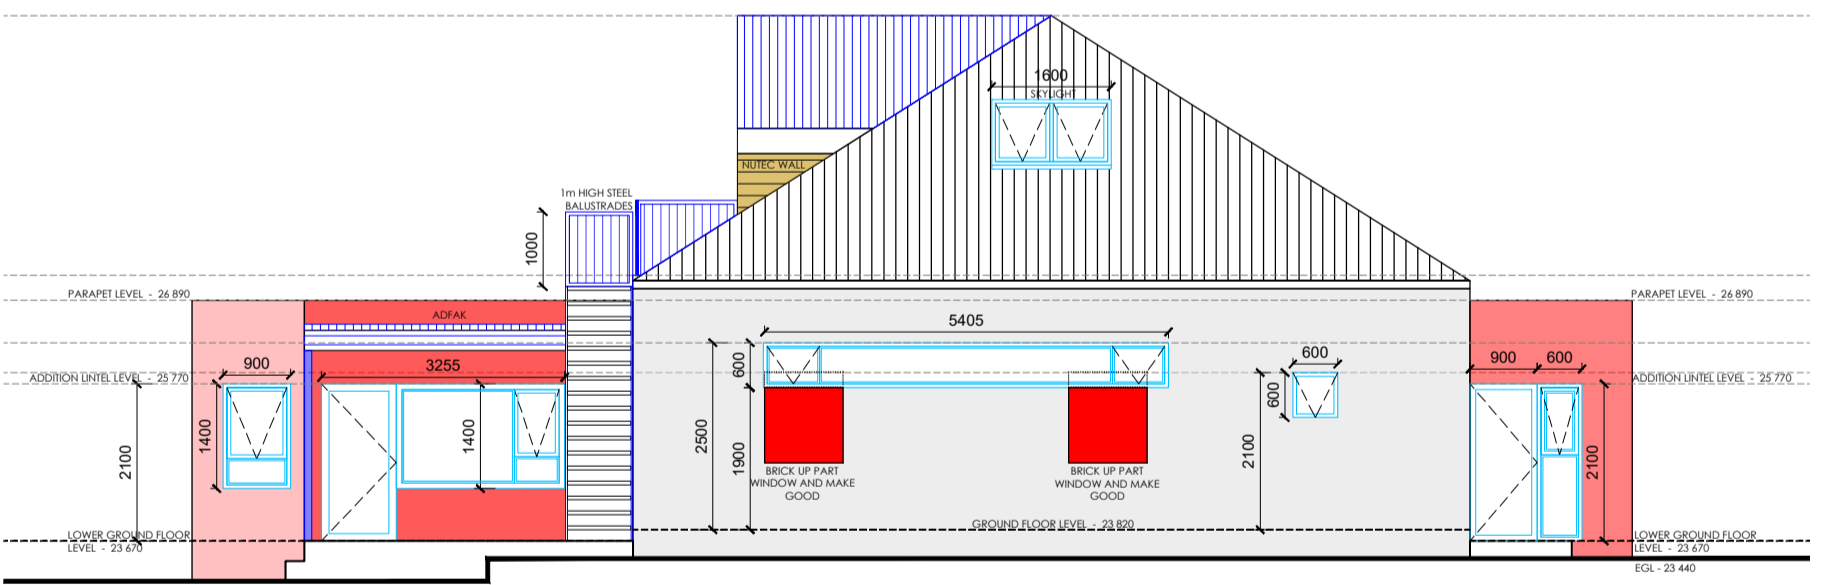 1600
SKYLIGHT
NUTEC WALL
1m HIGH STEEL
BALUSTRADES
1000
PARAPET LEVEL - 26 890
PARAPET LEVEL - 26 890
ADFAK
5405
900
3255
600
600
900
600
ADDITION LINTEL LEVEL - 25 770
ADDITION LINTEL LEVEL - 25 770
600
1400
1400
2100
2500
1900
2100
2100
BRICK UP PART
WINDOW AND MAKE
GOOD
BRICK UP PART
WINDOW AND MAKE
GOOD
GROUND FLOOR LEVEL - 23 820
LOWER GROUND FLOOR
LEVEL - 23 670
LOWER GROUND FLOOR
LEVEL - 23 670
EGL - 23 440